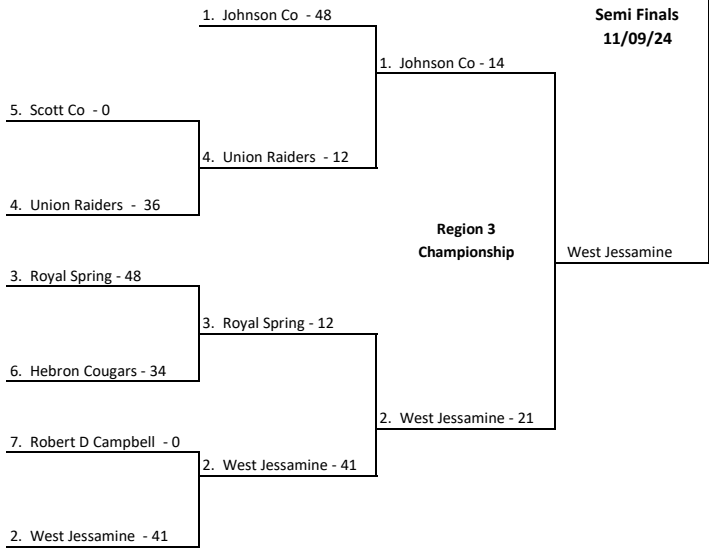 1. Johnson Co - 48
Semi Finals
11/09/24
1. Johnson Co - 14
5. Scott Co - 0
4. Union Raiders - 12
4. Union Raiders - 36
Region 3
Championship
West Jessamine
3. Royal Spring - 48
3. Royal Spring - 12
6. Hebron Cougars - 34
2. West Jessamine - 21
7. Robert D Campbell - 0
2. West Jessamine - 41
2. West Jessamine - 41